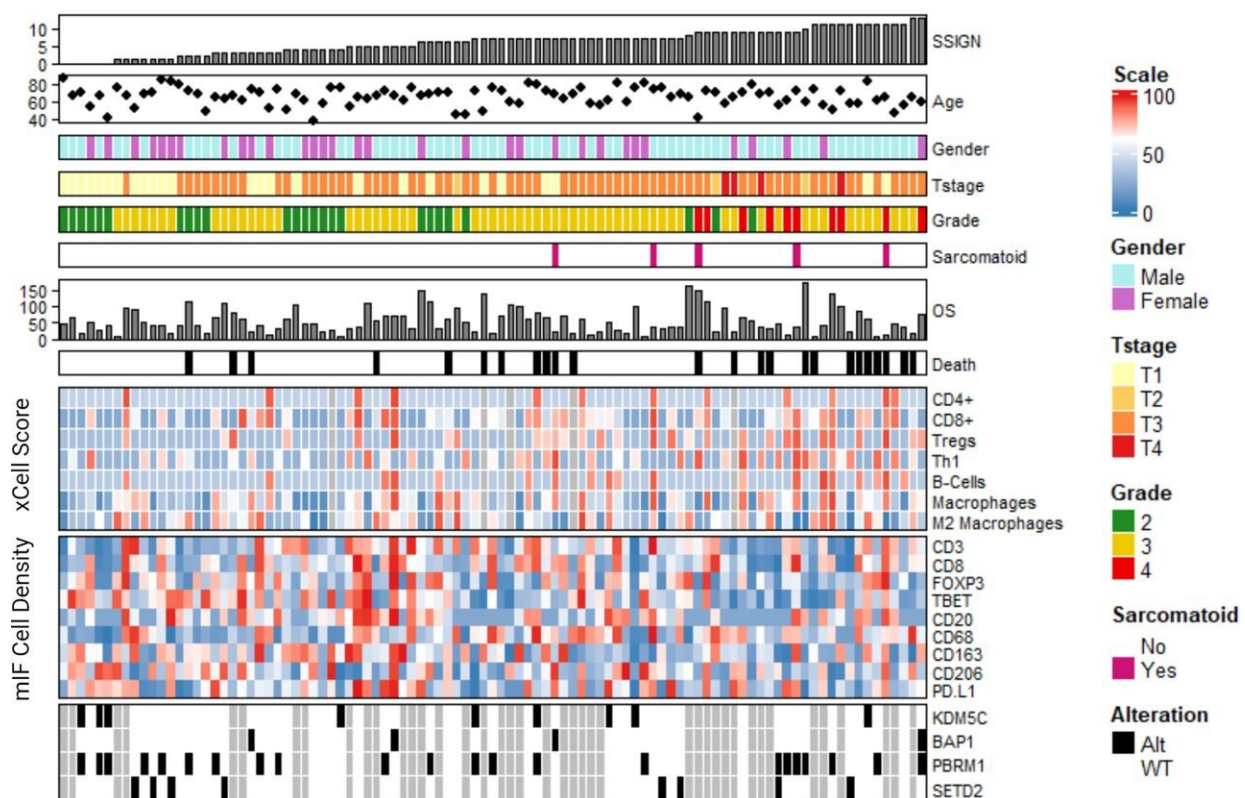 10
5
0
SSIGN
80
60
40
Age
Gender
Tstage
Grade
Sarcomatoid
150
100
50
0
OS
Death
xCell Score
CD4+
CD8+
Tregs
Th1
B-Cells
Macrophages
M2 Macrophages
mIF Cell Density
CD3
CD8
FOXP3
TBET
CD20
CD68
CD163
CD206
PD.L1
KDM5C
BAP1
PBRM1
SETD2
Scale
100
50
0
Gender
Male
Female
Tstage
T1
T2
T3
T4
Grade
2
3
4
Sarcomatoid
No
Yes
Alteration
Alt
WT